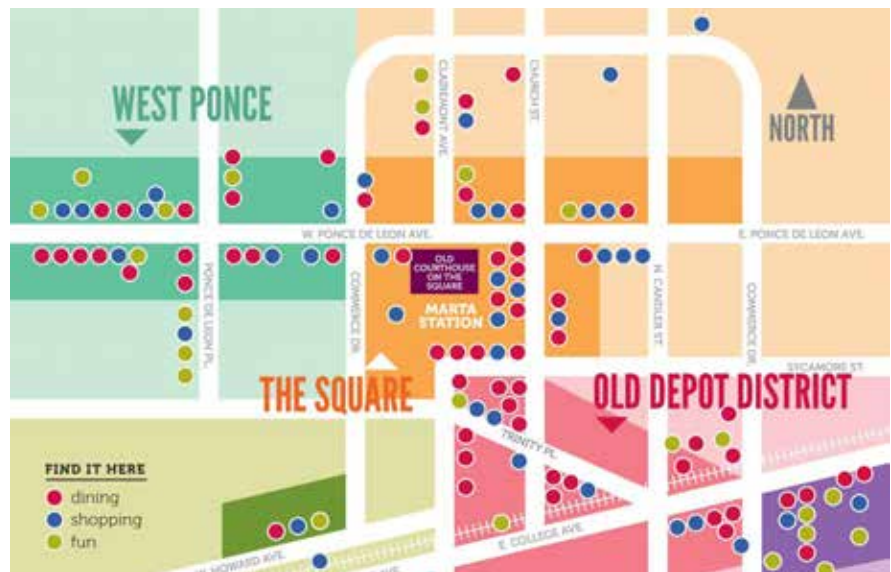 CLAIREMONT AVE.
CHURCH ST.
WEST PONCE
NORTH
W. PONCE DE LEON AVE.
E. PONCE DE LEON AVE.
OLD
COURTHOUSE
ON THE
SQUARE
PONCE DE LEON PL.
COMMERCE DR.
MARTA
STATION
N. CANDLER ST.
COMMERCE DR.
SYCAMORE ST.
THE SQUARE
OLD DEPOT DISTRICT
TRINITY PL.
FIND IT HERE
dining
shopping
fun
E. COLLEGE AVE.
W. HOWARD AVE.